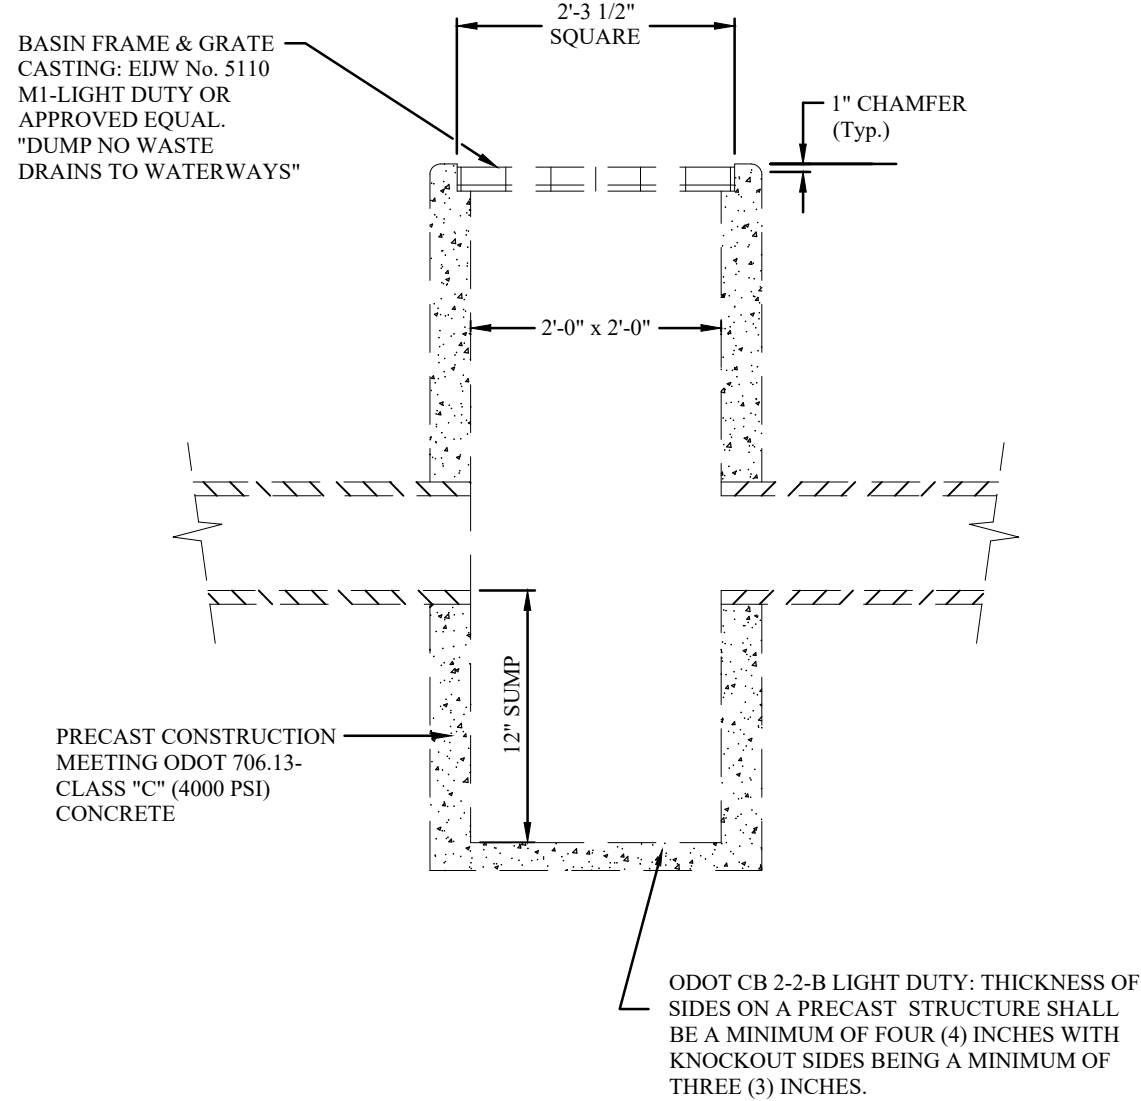 2'-3 1/2"
SQUARE
BASIN FRAME & GRATE
CASTING: EIJW No. 5110
M1-LIGHT DUTY OR
APPROVED EQUAL.
"DUMP NO WASTE
DRAINS TO WATERWAYS"
1" CHAMFER
(Typ.)
2'-0" x 2'-0"
12" SUMP
PRECAST CONSTRUCTION
MEETING ODOT 706.13-
CLASS "C" (4000 PSI)
CONCRETE
ODOT CB 2-2-B LIGHT DUTY: THICKNESS OF
SIDES ON A PRECAST STRUCTURE SHALL
BE A MINIMUM OF FOUR (4) INCHES WITH
KNOCKOUT SIDES BEING A MINIMUM OF
THREE (3) INCHES.